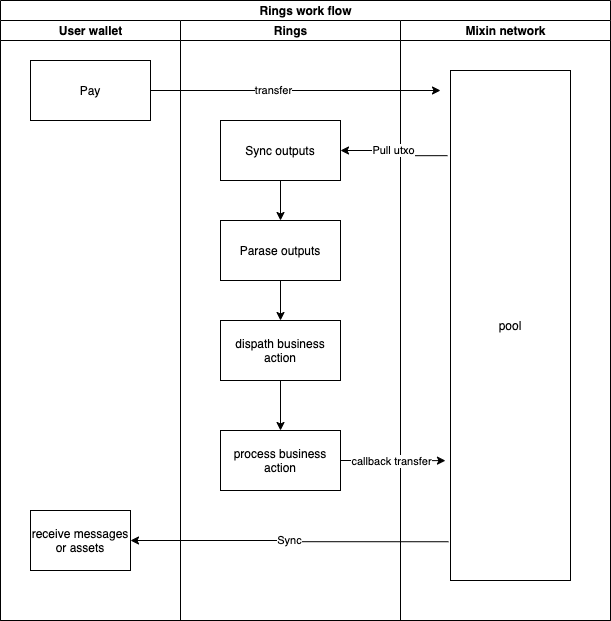 Rings work flow
User wallet
Rings
Mixin network
Pay
transfer
Sync outputs
Pull utxo
Parase outputs
dispath business
action
pool
process business
action
callback transfer
receive messages
or assets
Sync